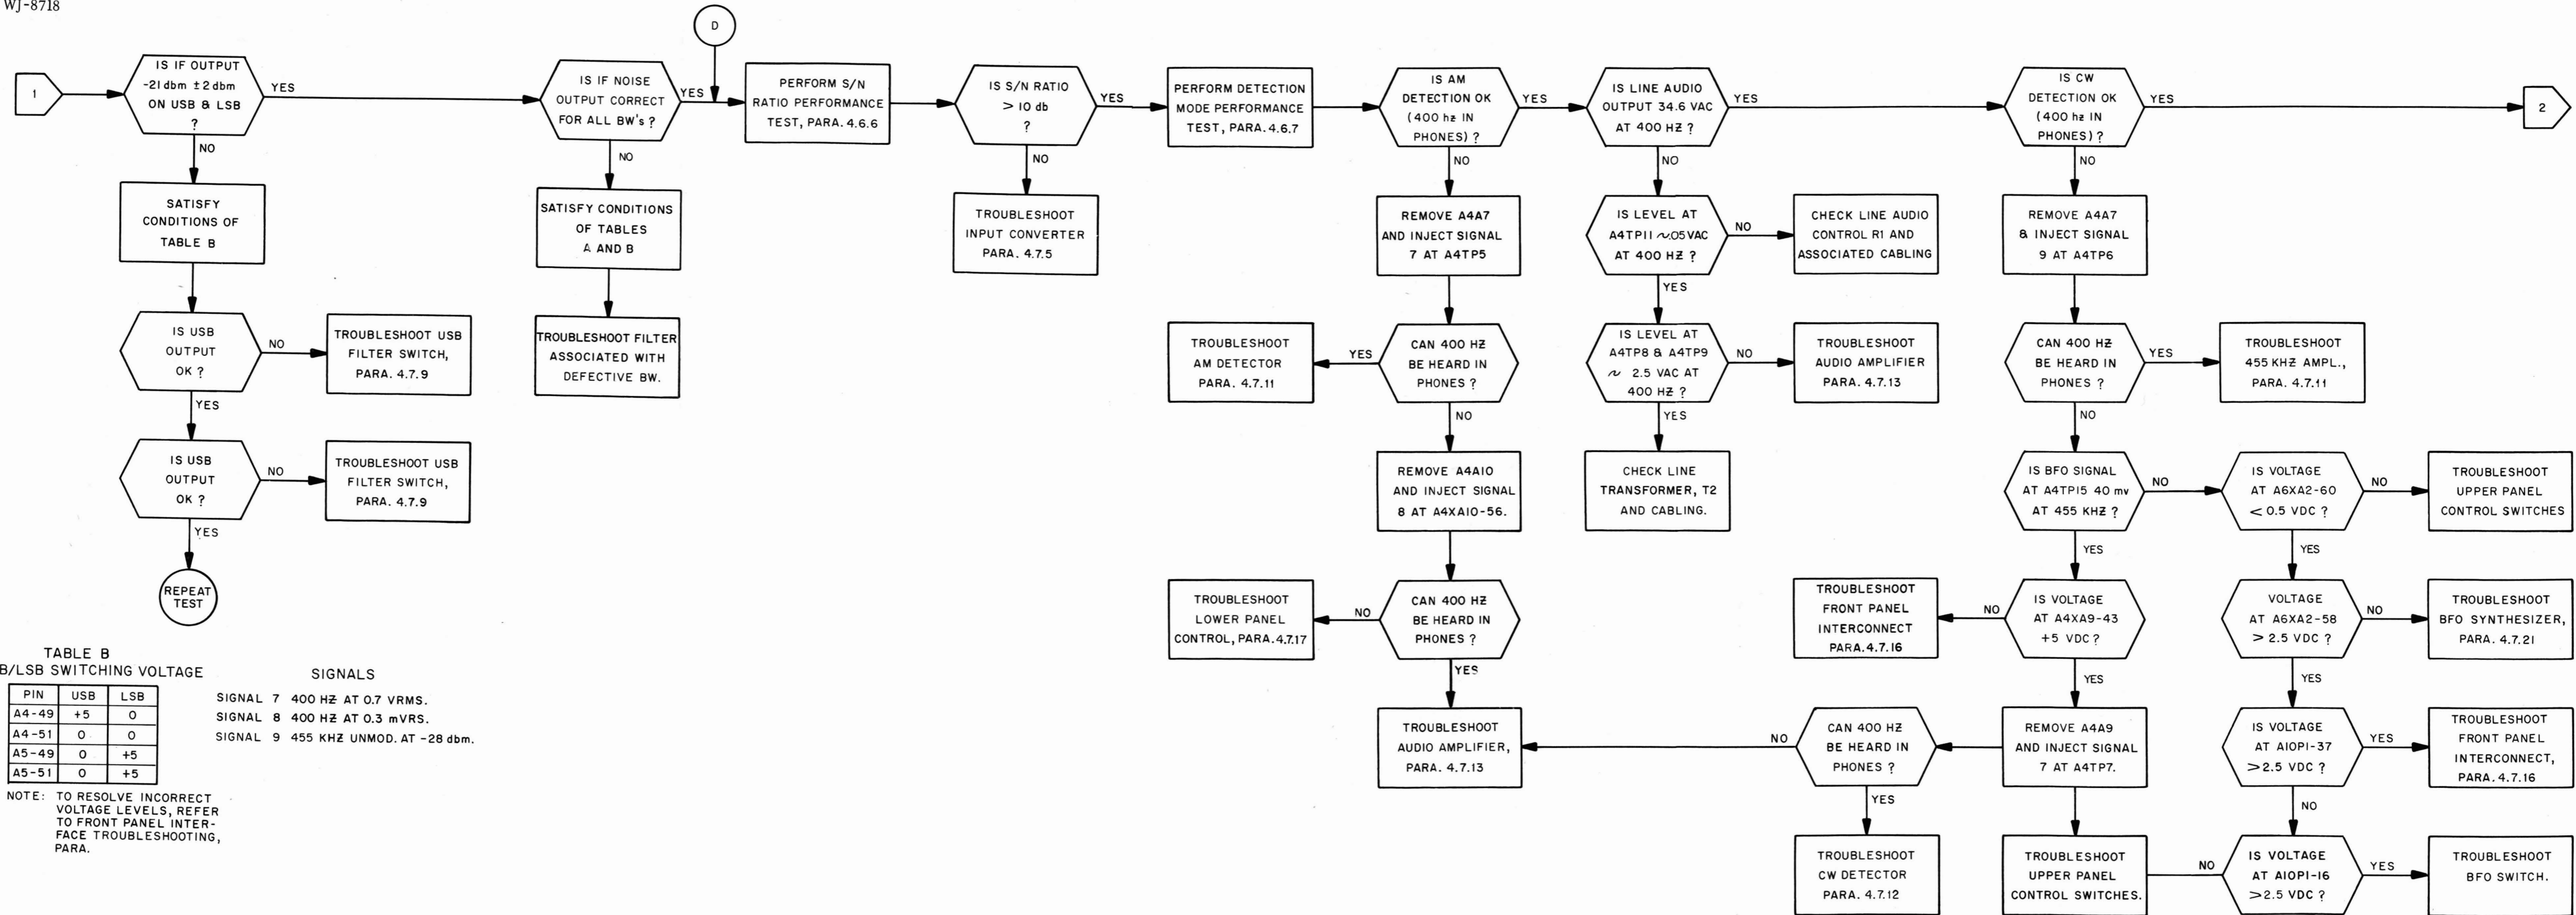 WJ-8718
D
1
IS IF OUTPUT
-21 dbm ±2 dbm
ON USB & LSB
?
YES
NO
IS IF NOISE
OUTPUT CORRECT
FOR ALL BW's ?
YES
NO
PERFORM S/N
RATIO PERFORMANCE
TEST, PARA. 4.6.6
IS S/N RATIO
> 10 db
?
YES
NO
PERFORM DETECTION
MODE PERFORMANCE
TEST, PARA. 4.6.7
IS AM
DETECTION OK
(400 hz IN
PHONES) ?
YES
NO
IS LINE AUDIO
OUTPUT 34.6 VAC
AT 400 HZ ?
YES
NO
IS CW
DETECTION OK
(400 hz IN
PHONES) ?
YES
NO
2
SATISFY
CONDITIONS OF
TABLE B
SATISFY CONDITIONS
OF TABLES
A AND B
TROUBLESHOOT
INPUT CONVERTER
PARA. 4.7.5
REMOVE A4A7
AND INJECT SIGNAL
7 AT A4TP5
IS LEVEL AT
A4TP11 ~.05 VAC
AT 400 HZ ?
NO
YES
CHECK LINE AUDIO
CONTROL R1 AND
ASSOCIATED CABLING
REMOVE A4A7
& INJECT SIGNAL
9 AT A4TP6
IS USB
OUTPUT
OK ?
NO
YES
TROUBLESHOOT USB
FILTER SWITCH,
PARA. 4.7.9
TROUBLESHOOT FILTER
ASSOCIATED WITH
DEFECTIVE BW.
TROUBLESHOOT
AM DETECTOR
PARA. 4.7.11
YES
CAN 400 HZ
BE HEARD IN
PHONES ?
NO
IS LEVEL AT
A4TP8 & A4TP9
~ 2.5 VAC AT
400 HZ ?
NO
YES
TROUBLESHOOT
AUDIO AMPLIFIER
PARA. 4.7.13
CAN 400 HZ
BE HEARD IN
PHONES ?
YES
NO
TROUBLESHOOT
455 KHZ AMPL.,
PARA. 4.7.11
IS USB
OUTPUT
OK ?
NO
YES
TROUBLESHOOT USB
FILTER SWITCH,
PARA. 4.7.9
REMOVE A4A10
AND INJECT SIGNAL
8 AT A4XA10-56.
CHECK LINE
TRANSFORMER, T2
AND CABLING.
IS BFO SIGNAL
AT A4TP15 40 mv
AT 455 KHZ ?
NO
YES
IS VOLTAGE
AT A6XA2-60
< 0.5 VDC ?
NO
YES
TROUBLESHOOT
UPPER PANEL
CONTROL SWITCHES
REPEAT
TEST
TROUBLESHOOT
LOWER PANEL
CONTROL, PARA.4.7.17
NO
CAN 400 HZ
BE HEARD IN
PHONES ?
YES
TROUBLESHOOT
FRONT PANEL
INTERCONNECT
PARA.4.7.16
NO
IS VOLTAGE
AT A4XA9-43
+5 VDC?
YES
VOLTAGE
AT A6XA2-58
> 2.5 VDC ?
NO
YES
TROUBLESHOOT
BFO SYNTHESIZER,
PARA. 4.7.21
TABLE B
B/LSB SWITCHING VOLTAGE
PIN USB LSB
A4-49 +5 0
A4-51 0 0
A5-49 0 +5
A5-51 0 +5
NOTE: TO RESOLVE INCORRECT
VOLTAGE LEVELS, REFER
TO FRONT PANEL INTER-
FACE TROUBLESHOOTING,
PARA.
SIGNALS
SIGNAL 7 400 HZ AT 0.7 VRMS.
SIGNAL 8 400 HZ AT 0.3 mVRS.
SIGNAL 9 455 KHZ UNMOD. AT -28 dbm.
TROUBLESHOOT
AUDIO AMPLIFIER,
PARA. 4.7.13
NO
CAN 400 HZ
BE HEARD IN
PHONES ?
YES
REMOVE A4A9
AND INJECT SIGNAL
7 AT A4TP7.
IS VOLTAGE
AT A10P1-37
>2.5 VDC ?
YES
NO
TROUBLESHOOT
FRONT PANEL
INTERCONNECT,
PARA. 4.7.16
TROUBLESHOOT
CW DETECTOR
PARA. 4.7.12
TROUBLESHOOT
UPPER PANEL
CONTROL SWITCHES.
NO
IS VOLTAGE
AT A10P1-16
>2.5 VDC ?
YES
TROUBLESHOOT
BFO SWITCH.